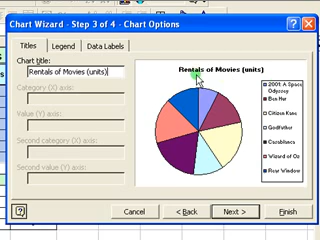 Chart Wizard - Step 3 of 4 - Chart Options
Titles
Legend
Data Labels
Chart title:
Rentals of Movies (units)
Category (X) axis:
Value (Y) axis:
Second category (X) axis:
Second value (Y) axis:
Rentals of Movies (units)
2001: A Space
Odyssey
Ben Hur
Citizen Kane
Godfather
Casablanca
Wizard of Oz
Rear Window
Cancel
< Back
Next >
Finish